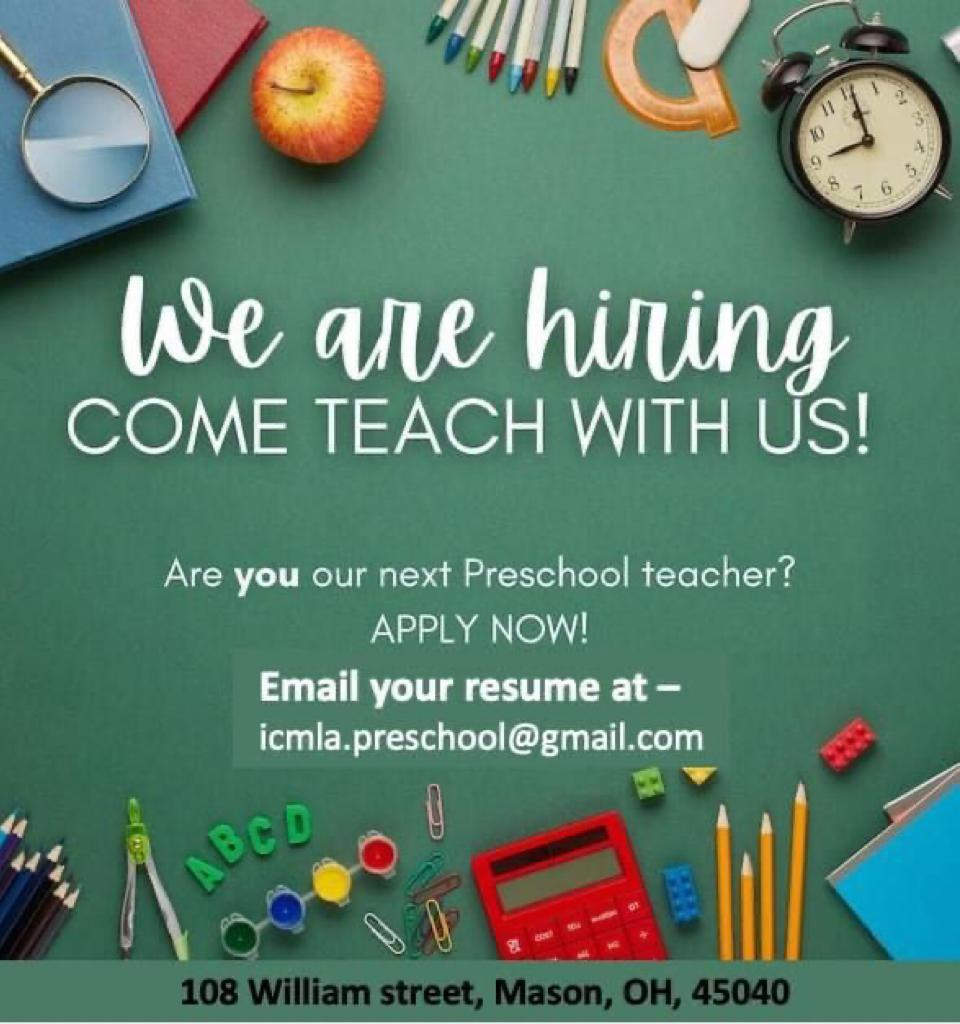 We are hiring
COME TEACH WITH US!
Are you our next Preschool teacher?
APPLY NOW!
Email your resume at –
icmla.preschool@gmail.com
A B C D
108 William street, Mason, OH, 45040